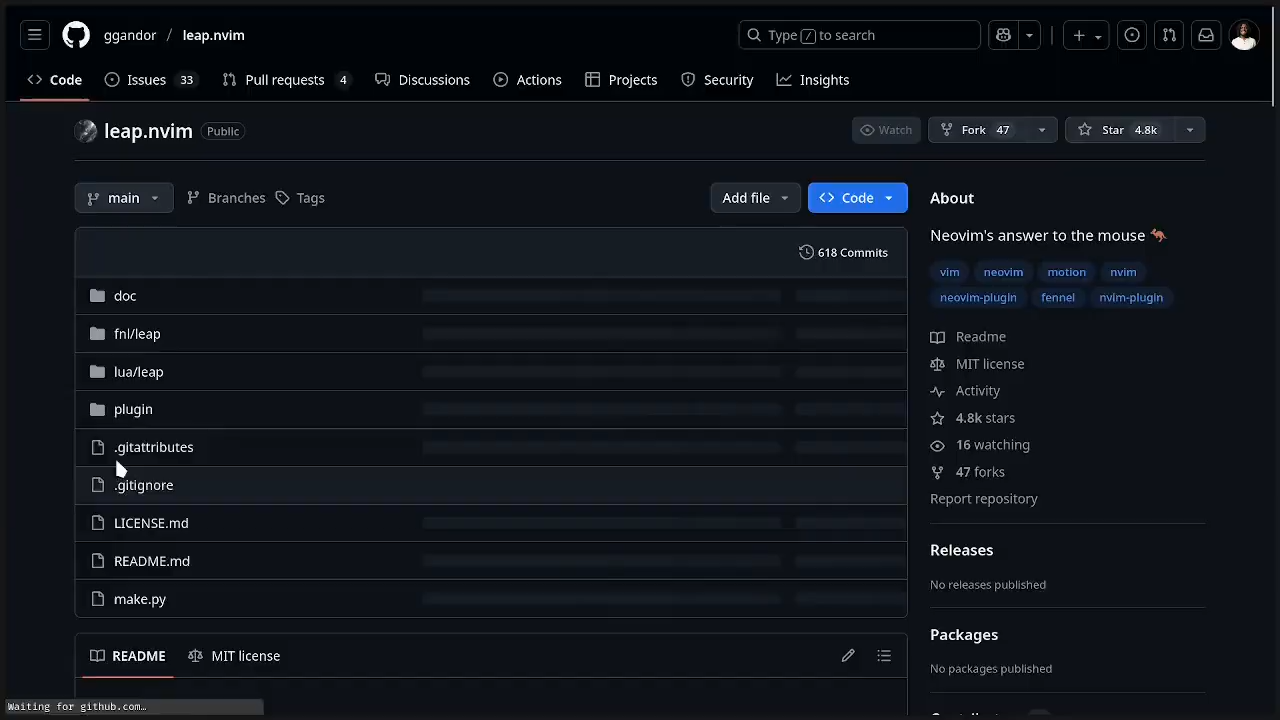 ggandor / leap.nvim
Type / to search
Code
Issues 33
Pull requests 4
Discussions
Actions
Projects
Security
Insights
leap.nvim Public
Watch
Fork 47
Star 4.8k
main
Branches
Tags
Add file
Code
618 Commits
doc
fnl/leap
lua/leap
plugin
.gitattributes
.gitignore
LICENSE.md
README.md
make.py
README
MIT license
About
Neovim's answer to the mouse 🦘
vim neovim motion nvim
neovim-plugin fennel nvim-plugin
Readme
MIT license
Activity
4.8k stars
16 watching
47 forks
Report repository
Releases
No releases published
Packages
No packages published
Waiting for github.com…